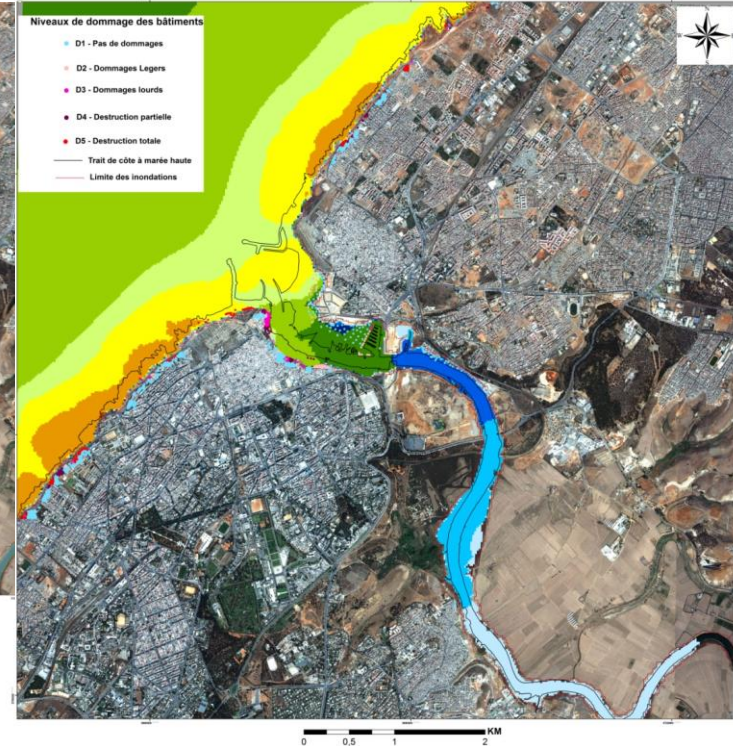 Niveaux de dommage des bâtiments
D1 - Pas de dommages
D2 - Dommages Legers
D3 - Dommages lourds
D4 - Destruction partielle
D5 - Destruction totale
Trait de côte à marée haute
Limite des inondations
N
W
E
S
KM
0 0,5 1 2